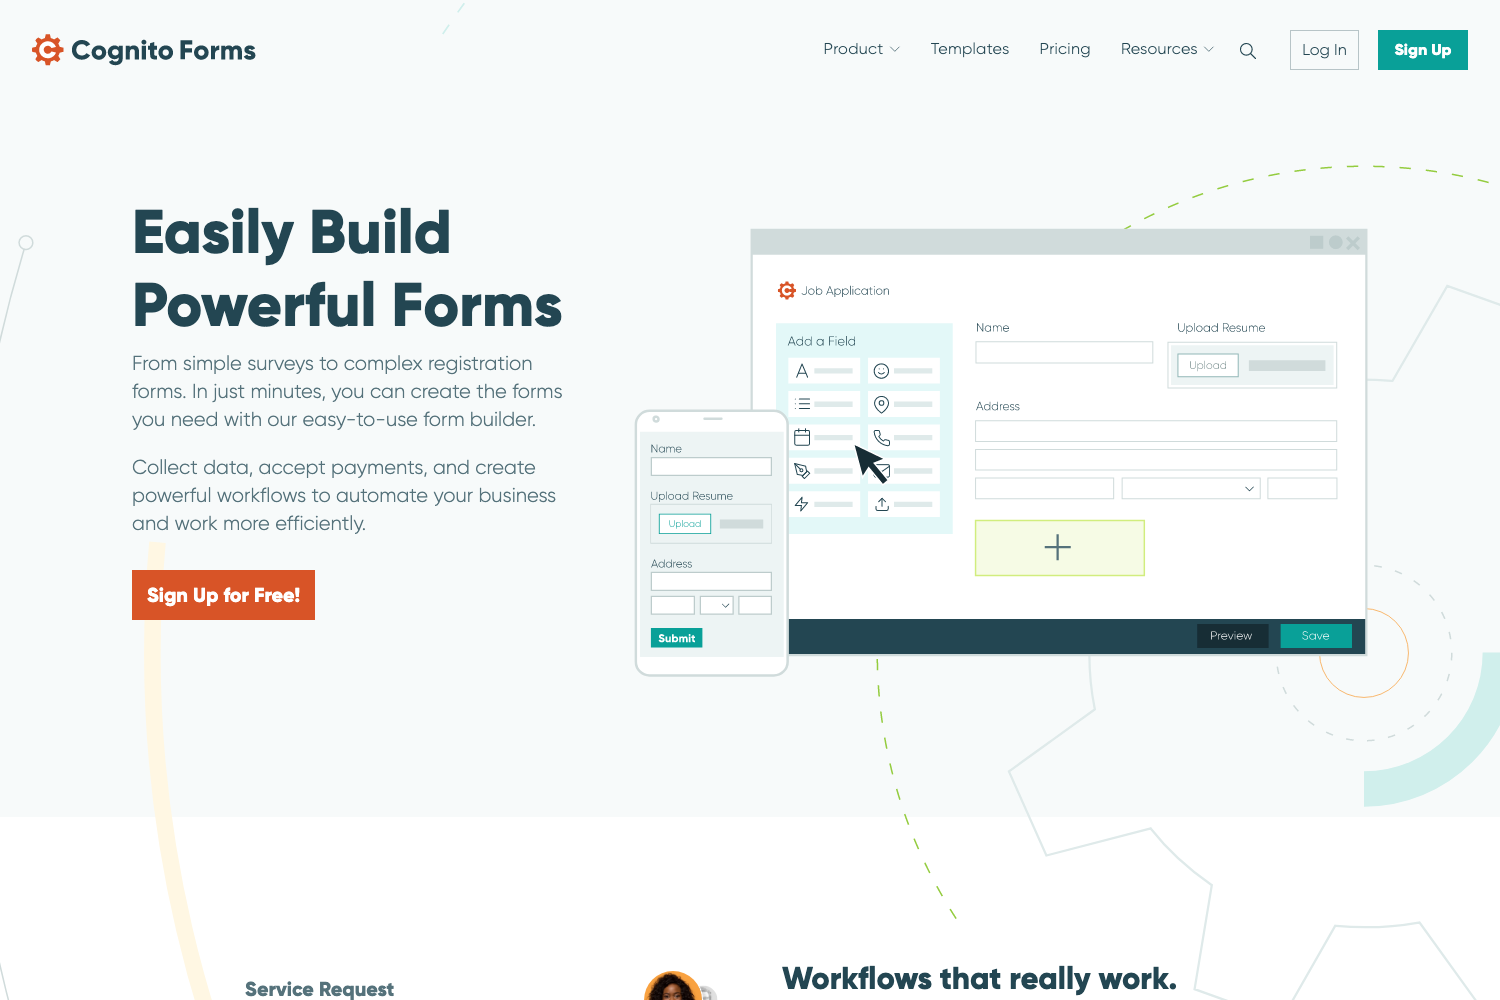 Cognito Forms
Product
Templates
Pricing
Resources
Log In
Sign Up
Easily Build
Powerful Forms
From simple surveys to complex registration
forms. In just minutes, you can create the forms
you need with our easy-to-use form builder.
Collect data, accept payments, and create
powerful workflows to automate your business
and work more efficiently.
Sign Up for Free!
Job Application
Add a Field
Name
Upload Resume
Upload
Address
Preview
Save
Name
Upload Resume
Upload
Address
Submit
Service Request
Workflows that really work.